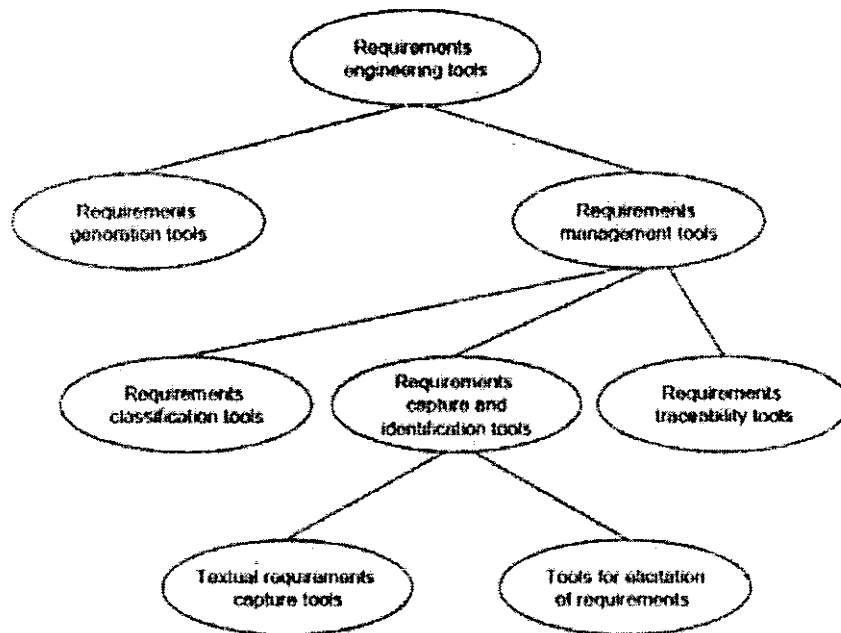 Requirements
engineering tools
Requirements
generation tools
Requirements
management tools
Requirements
classification tools
Requirements
capture and
identification tools
Requirements
traceability tools
Textual requirements
capture tools
Tools for elicitation
of requirements